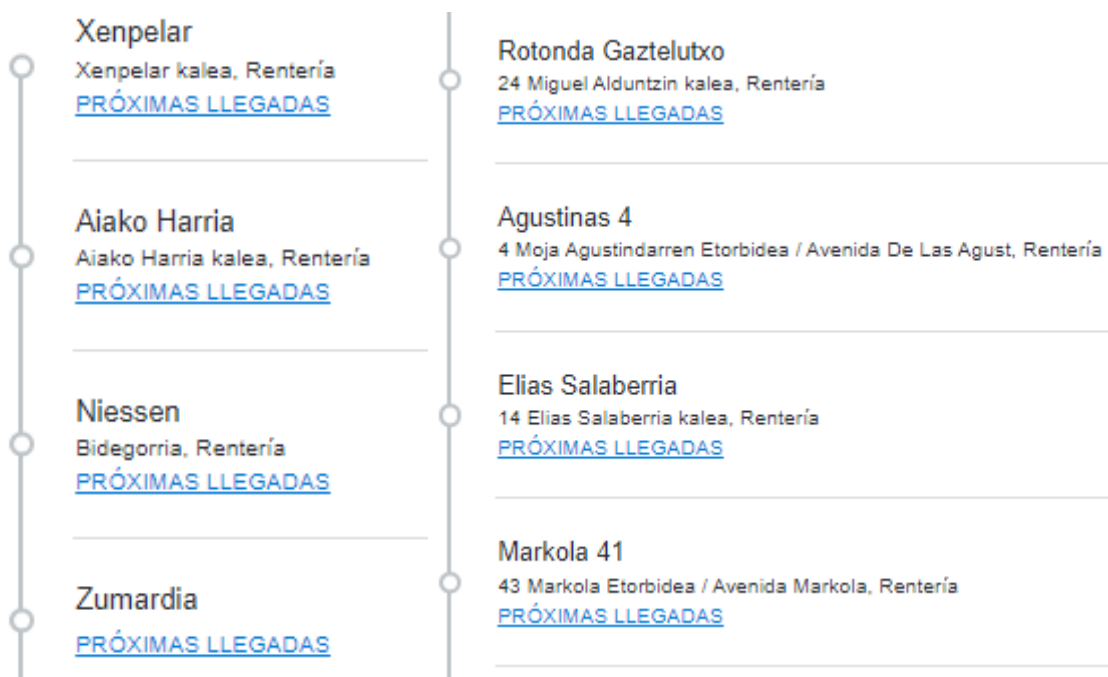 Xenpelar
Xenpelar kalea, Rentería
PRÓXIMAS LLEGADAS
Aiako Harria
Aiako Harria kalea, Rentería
PRÓXIMAS LLEGADAS
Niessen
Bidegorria, Rentería
PRÓXIMAS LLEGADAS
Zumardia
PRÓXIMAS LLEGADAS
Rotonda Gaztelutxo
24 Miguel Alduntzin kalea, Rentería
PRÓXIMAS LLEGADAS
Agustinas 4
4 Moja Agustindarren Etorbidea / Avenida De Las Agust, Rentería
PRÓXIMAS LLEGADAS
Elias Salaberria
14 Elias Salaberria kalea, Rentería
PRÓXIMAS LLEGADAS
Markola 41
43 Markola Etorbidea / Avenida Markola, Rentería
PRÓXIMAS LLEGADAS